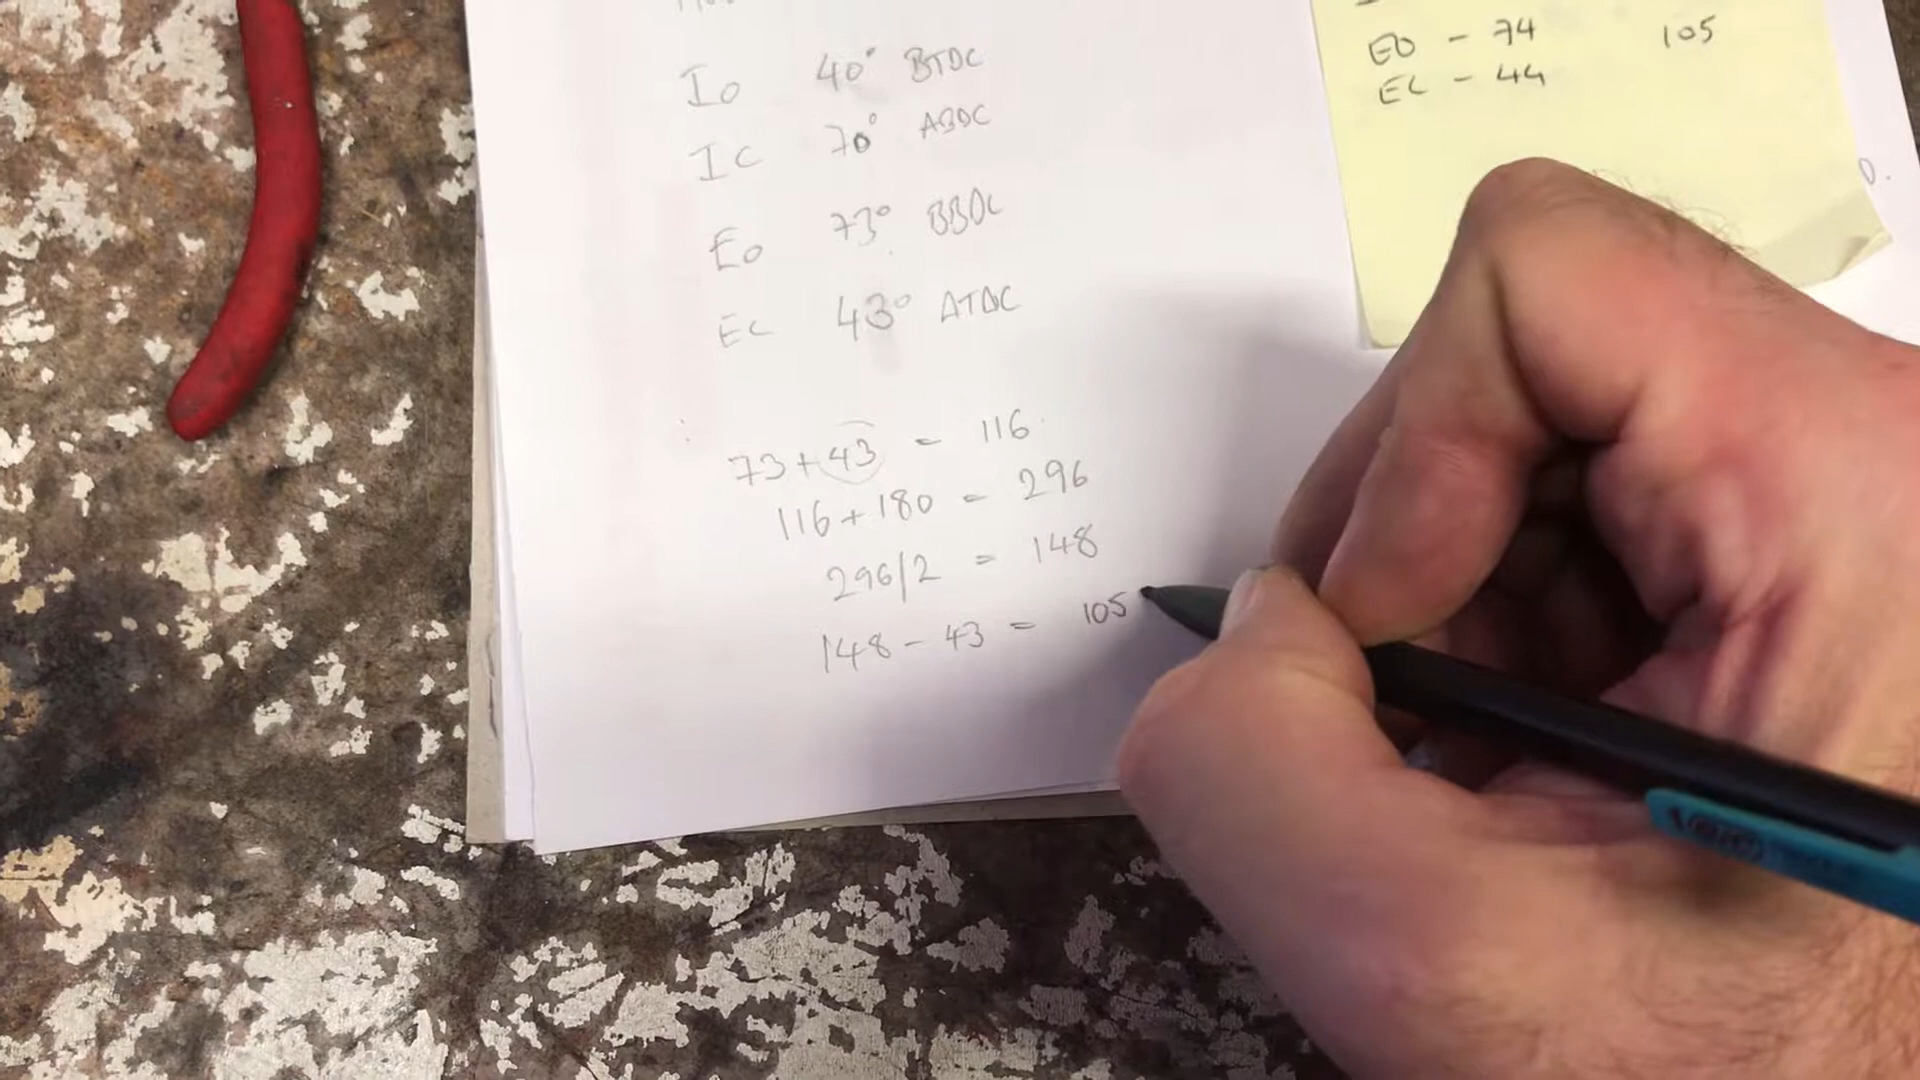 Io 40° BTDC
IC 70° ABDC
Eo 73° BBDC
EC 43° ATDC
73+43 = 116
116+180 = 296
296/2 = 148
148 - 43 = 105
EO - 74 105
EC - 44